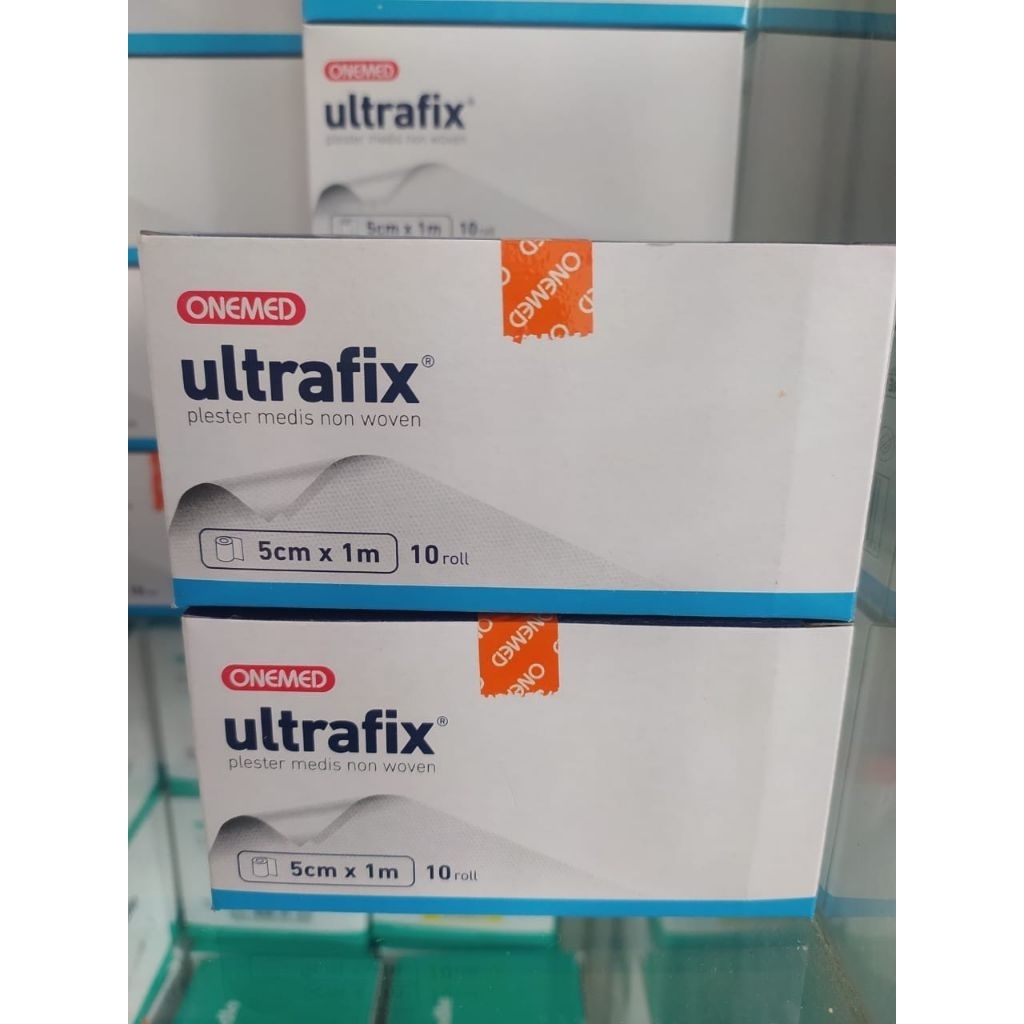 ONEMED
ultrafix®
plester medis non woven
5cm x 1m 10 roll
ONEMED
ONEMED
ultrafix®
plester medis non woven
5cm x 1m 10 roll
ONEMED
ONEMED
ultrafix®
plester medis non woven
5cm x 1m 10 roll